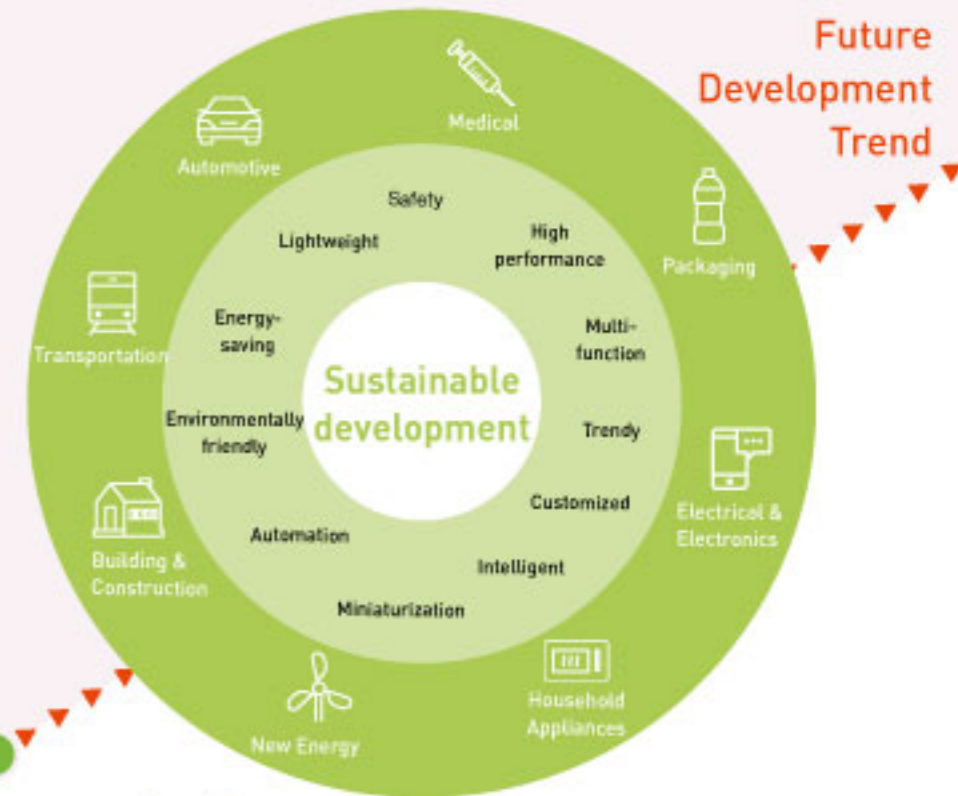 Future
Development
Trend
Medical
Automotive
Packaging
Transportation
Electrical &
Electronics
Building &
Construction
Household
Appliances
New Energy
Safety
Lightweight
High
performance
Energy-
saving
Multi-
function
Environmentally
friendly
Trendy
Customized
Automation
Intelligent
Miniaturization
Sustainable
development